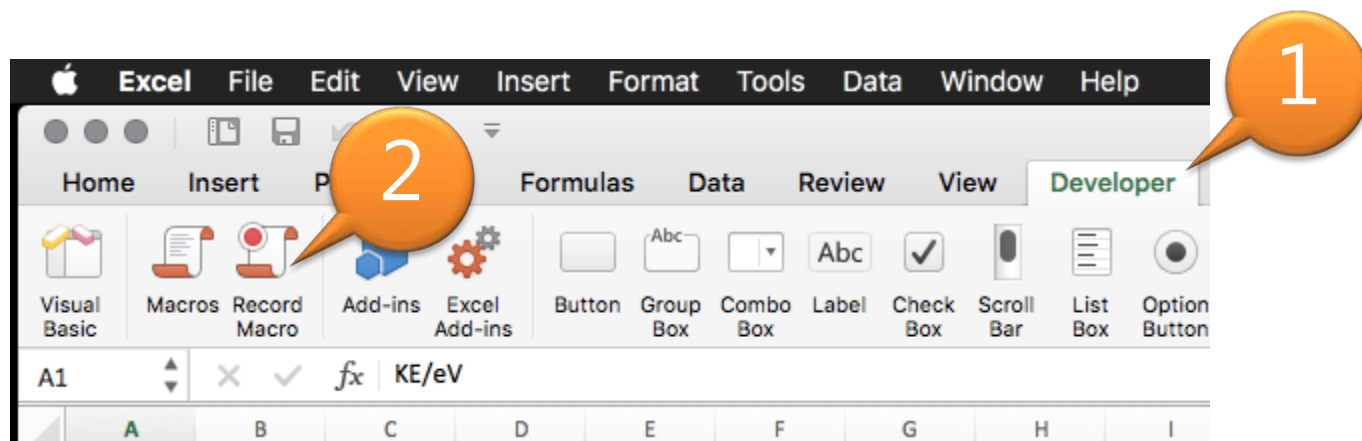 1
Excel File Edit View Insert Format Tools Data Window Help
2
Home Insert P Formulas Data Review View Developer
Abc
Abc
Visual Basic Macros Record Macro Add-ins Excel Add-ins Button Group Box Combo Box Label Check Box Scroll Bar List Box Option Button
A1 fx KE/eV
A B C D E F G H I